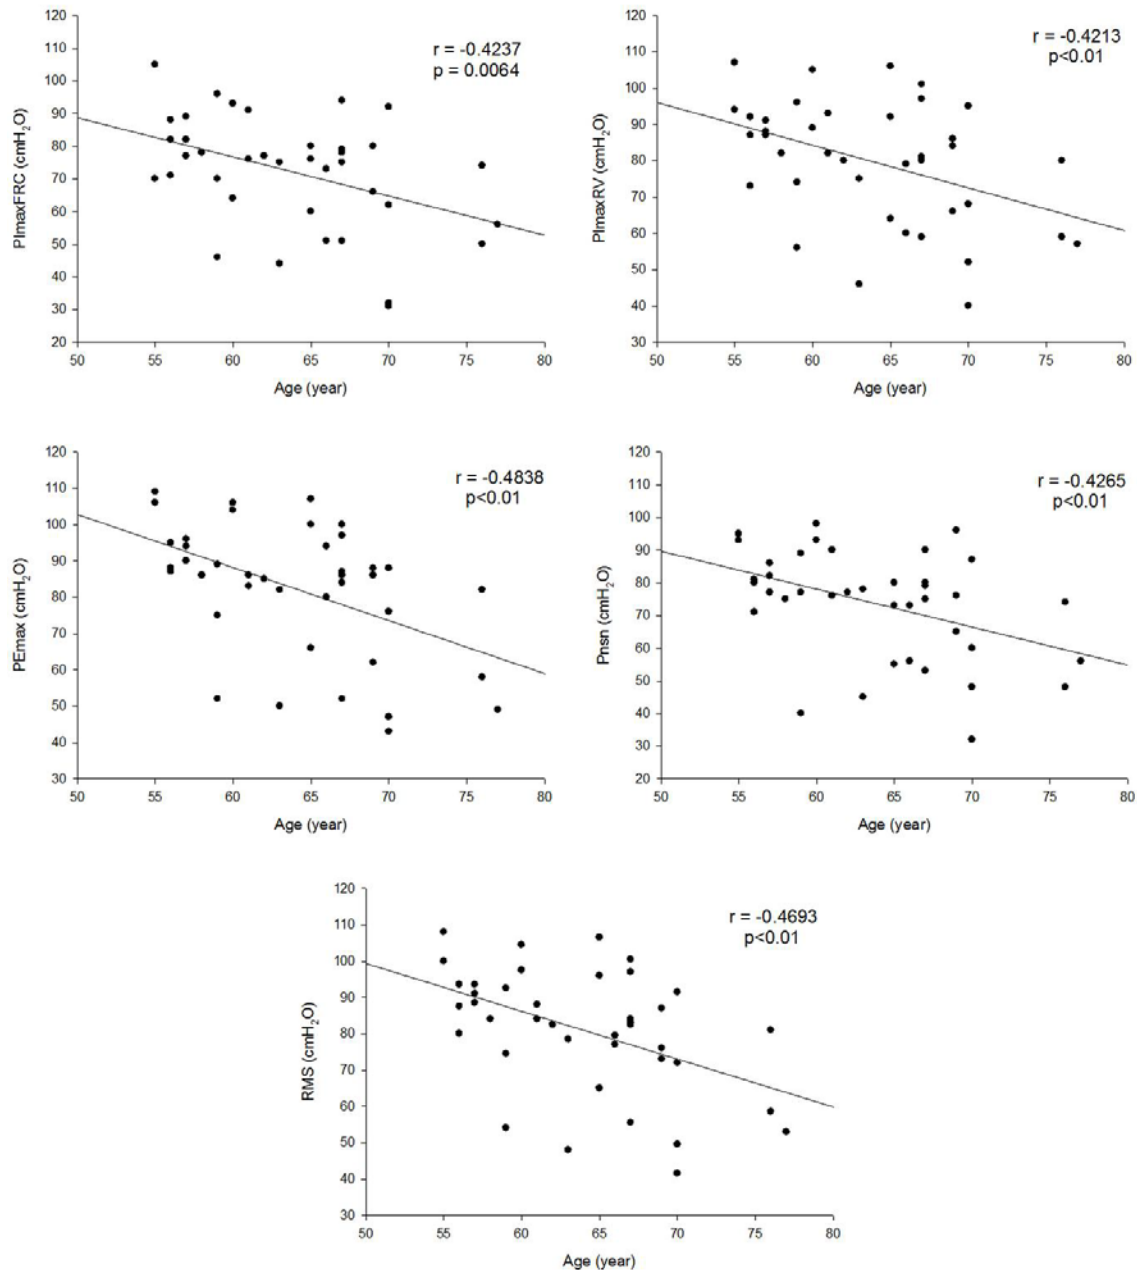 120
110
100
90
80
70
60
50
40
30
20
PImaxFRC (cmH₂O)
r = -0.4237
p = 0.0064
50 55 60 65 70 75 80
Age (year)
120
110
100
90
80
70
60
50
40
30
PImaxRV (cmH₂O)
r = -0.4213
p<0.01
50 55 60 65 70 75 80
Age (year)
120
110
100
90
80
70
60
50
40
30
PEmax (cmH₂O)
r = -0.4838
p<0.01
50 55 60 65 70 75 80
Age (year)
120
110
100
90
80
70
60
50
40
30
20
Pnsn (cmH₂O)
r = -0.4265
p<0.01
50 55 60 65 70 75 80
Age (year)
120
110
100
90
80
70
60
50
40
30
RMS (cmH₂O)
r = -0.4693
p<0.01
50 55 60 65 70 75 80
Age (year)